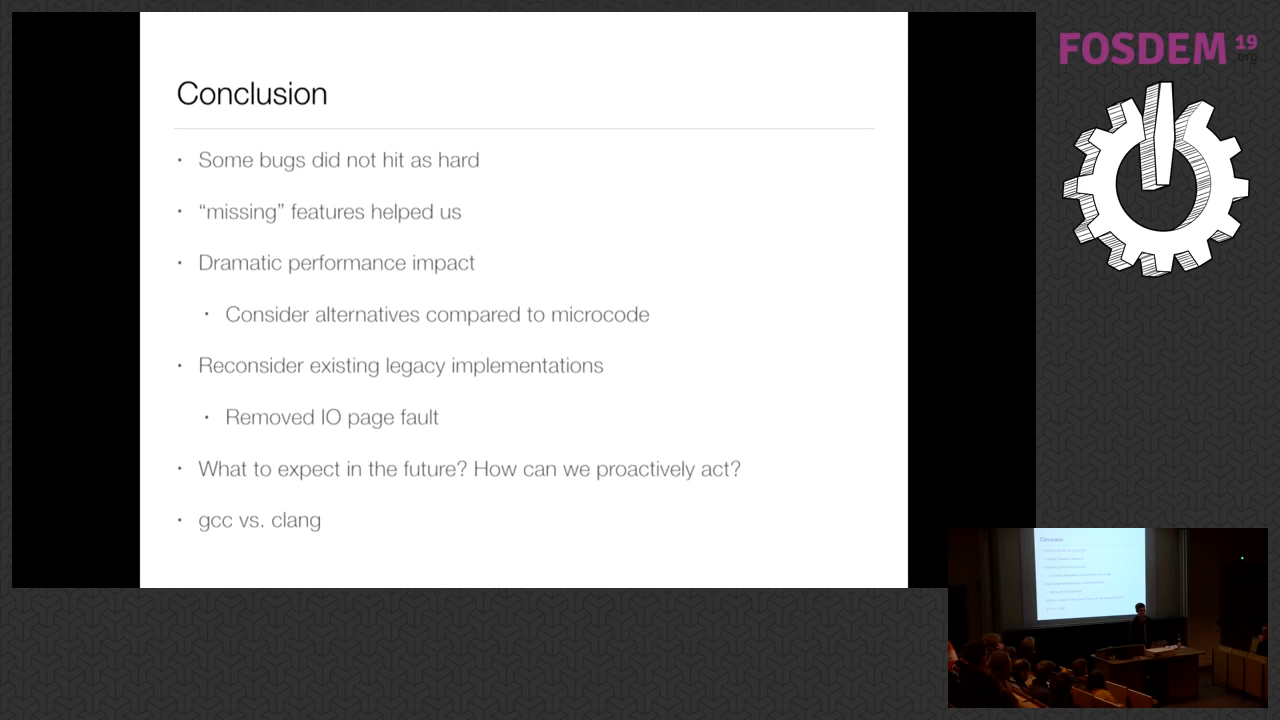 Conclusion
• Some bugs did not hit as hard
• “missing” features helped us
• Dramatic performance impact
• Consider alternatives compared to microcode
• Reconsider existing legacy implementations
• Removed IO page fault
• What to expect in the future? How can we proactively act?
• gcc vs. clang
FOSDEM 19
.org
Conclusion